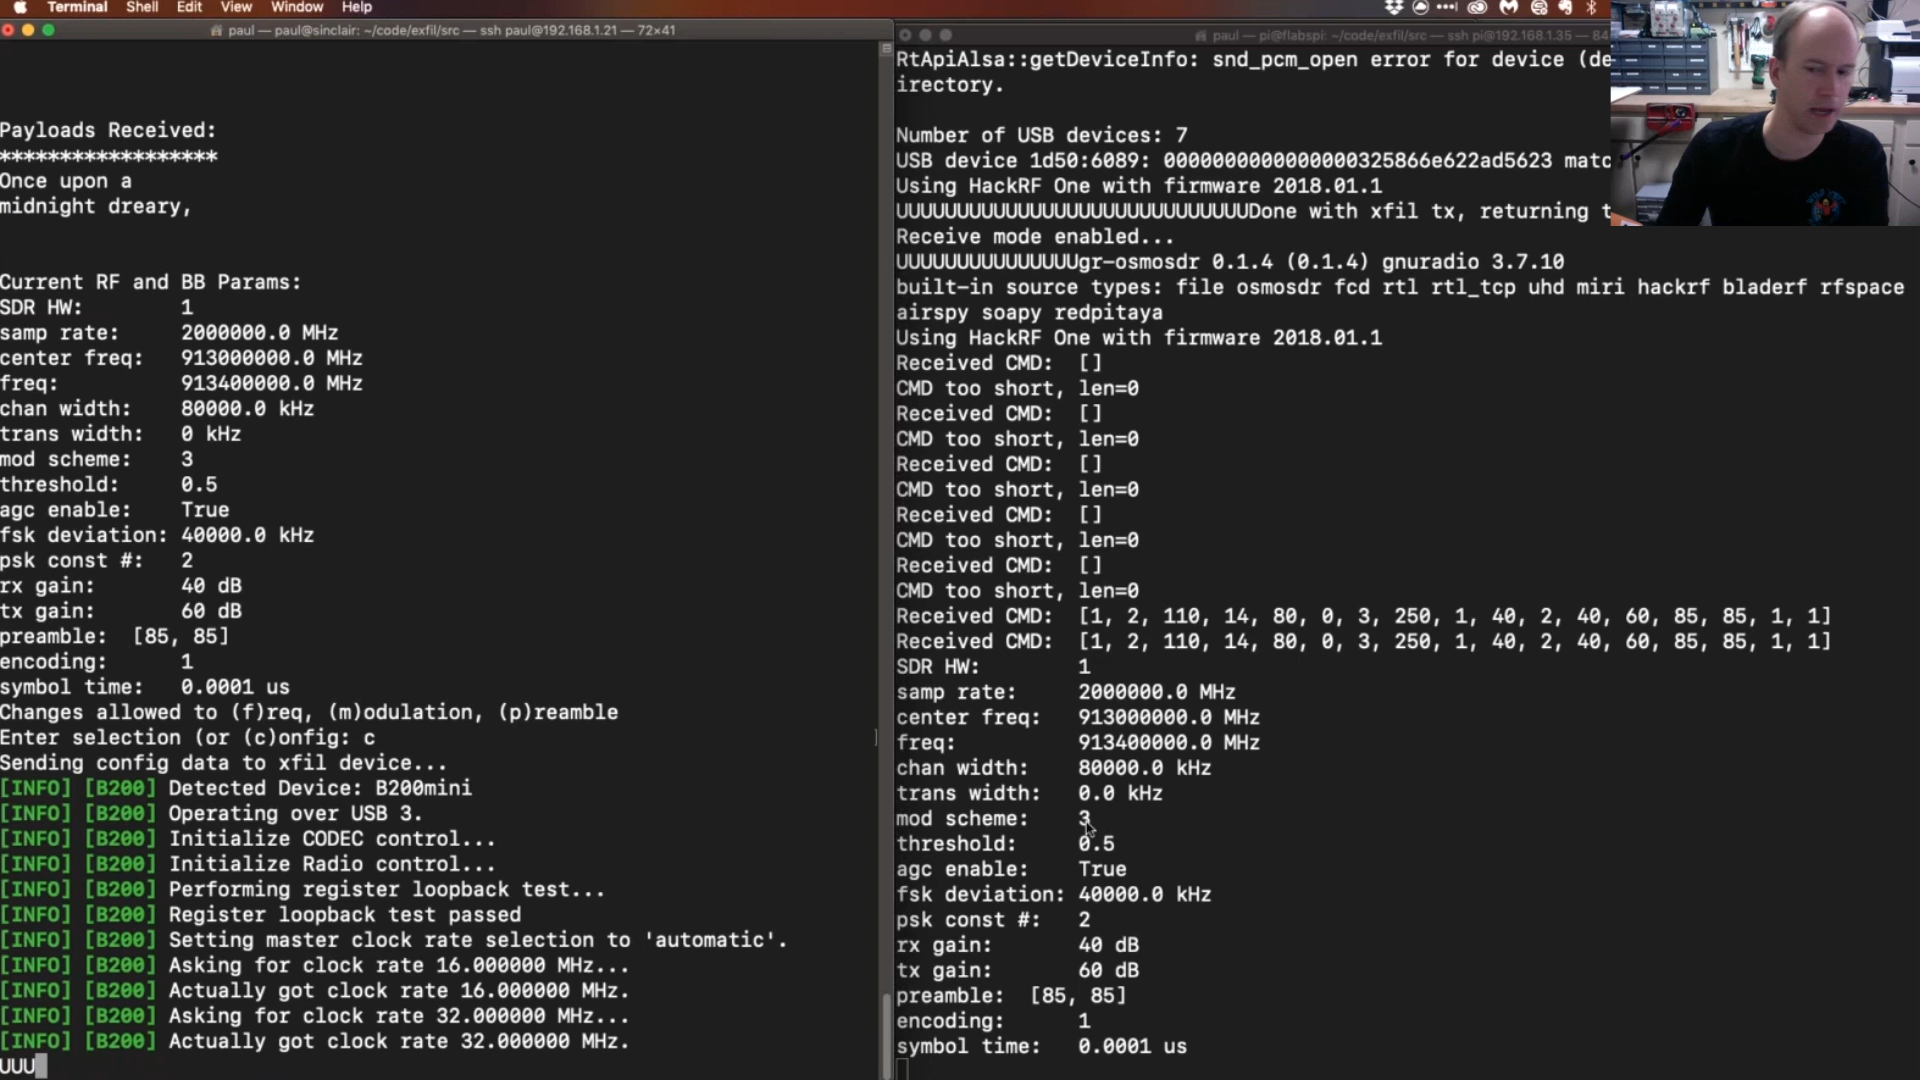 Terminal Shell Edit View Window Help
paul — paul@sinclair: ~/code/exfil/src — ssh paul@192.168.1.21 — 72×41
Payloads Received:
******************
Once upon a
midnight dreary,
Current RF and BB Params:
SDR HW: 1
samp rate: 2000000.0 MHz
center freq: 913000000.0 MHz
freq: 913400000.0 MHz
chan width: 80000.0 kHz
trans width: 0 kHz
mod scheme: 3
threshold: 0.5
agc enable: True
fsk deviation: 40000.0 kHz
psk const #: 2
rx gain: 40 dB
tx gain: 60 dB
preamble: [85, 85]
encoding: 1
symbol time: 0.0001 us
Changes allowed to (f)req, (m)odulation, (p)reamble
Enter selection (or (c)onfig: c
Sending config data to xfil device...
[INFO] [B200] Detected Device: B200mini
[INFO] [B200] Operating over USB 3.
[INFO] [B200] Initialize CODEC control...
[INFO] [B200] Initialize Radio control...
[INFO] [B200] Performing register loopback test...
[INFO] [B200] Register loopback test passed
[INFO] [B200] Setting master clock rate selection to 'automatic'.
[INFO] [B200] Asking for clock rate 16.000000 MHz...
[INFO] [B200] Actually got clock rate 16.000000 MHz.
[INFO] [B200] Asking for clock rate 32.000000 MHz...
[INFO] [B200] Actually got clock rate 32.000000 MHz.
UUU
paul — pi@flabspi: ~/code/exfil/src — ssh pi@192.168.1.35 — 84
RtApiAlsa::getDeviceInfo: snd_pcm_open error for device (de
irectory.
Number of USB devices: 7
USB device 1d50:6089: 0000000000000000325866e622ad5623 matc
Using HackRF One with firmware 2018.01.1
UUUUUUUUUUUUUUUUUUUUUUUUUUUUUDone with xfil tx, returning t
Receive mode enabled...
UUUUUUUUUUUUUUUgr-osmosdr 0.1.4 (0.1.4) gnuradio 3.7.10
built-in source types: file osmosdr fcd rtl rtl_tcp uhd miri hackrf bladerf rfspace
airspy soapy redpitaya
Using HackRF One with firmware 2018.01.1
Received CMD: []
CMD too short, len=0
Received CMD: []
CMD too short, len=0
Received CMD: []
CMD too short, len=0
Received CMD: []
CMD too short, len=0
Received CMD: []
CMD too short, len=0
Received CMD: [1, 2, 110, 14, 80, 0, 3, 250, 1, 40, 2, 40, 60, 85, 85, 1, 1]
Received CMD: [1, 2, 110, 14, 80, 0, 3, 250, 1, 40, 2, 40, 60, 85, 85, 1, 1]
SDR HW: 1
samp rate: 2000000.0 MHz
center freq: 913000000.0 MHz
freq: 913400000.0 MHz
chan width: 80000.0 kHz
trans width: 0.0 kHz
mod scheme: 3
threshold: 0.5
agc enable: True
fsk deviation: 40000.0 kHz
psk const #: 2
rx gain: 40 dB
tx gain: 60 dB
preamble: [85, 85]
encoding: 1
symbol time: 0.0001 us